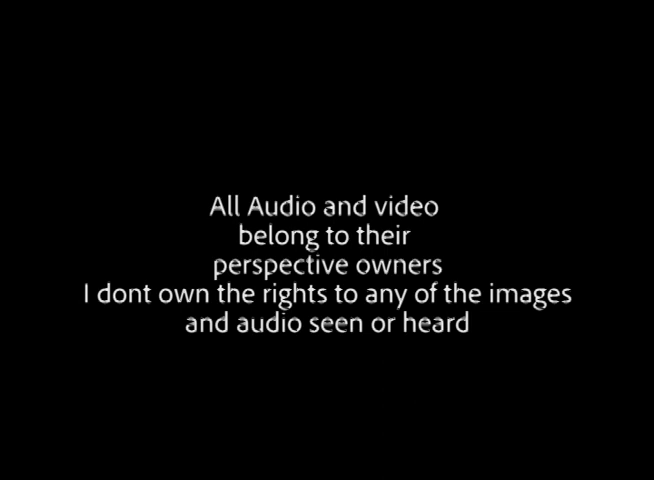 All Audio and video
belong to their
perspective owners
I dont own the rights to any of the images
and audio seen or heard